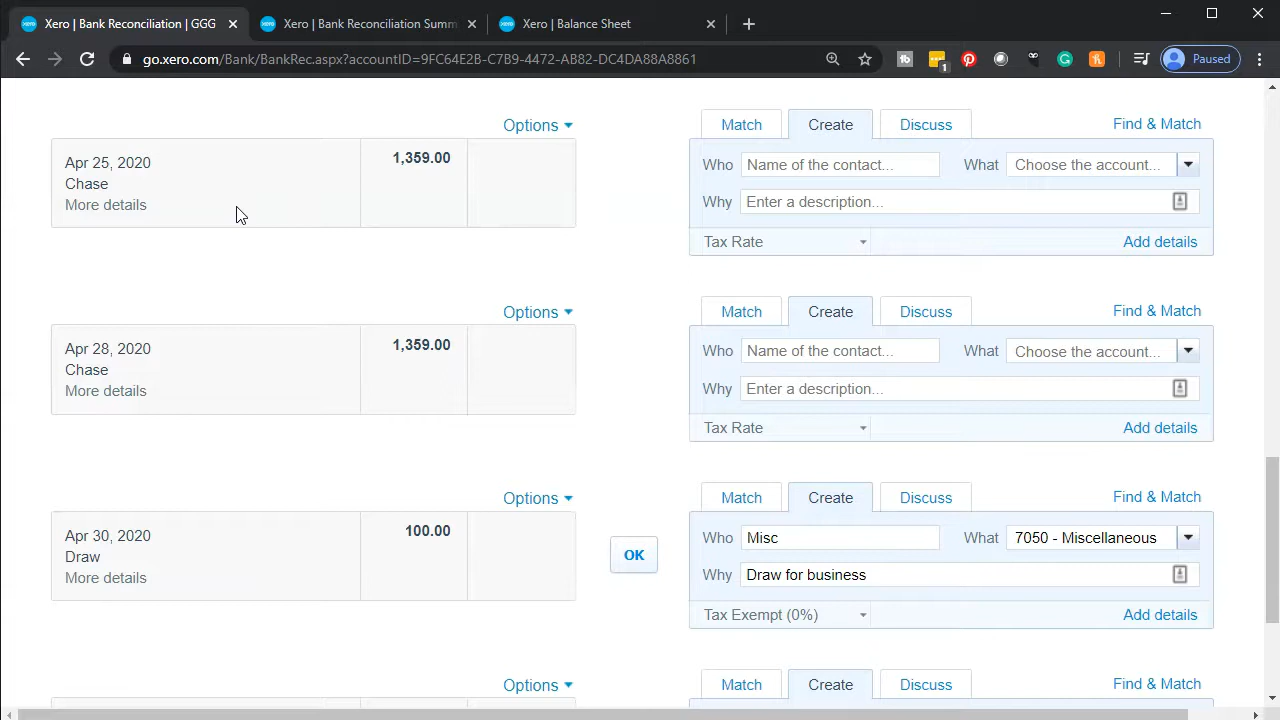 Xero | Bank Reconciliation | GGG
Xero | Bank Reconciliation Summ
Xero | Balance Sheet
go.xero.com/Bank/BankRec.aspx?accountID=9FC64E2B-C7B9-4472-AB82-DC4DA88A8861
1
Paused
Options
Match
Create
Discuss
Find & Match
Apr 25, 2020
Chase
More details
1,359.00
Who Name of the contact... What Choose the account...
Why Enter a description...
Tax Rate
Add details
Options
Match
Create
Discuss
Find & Match
Apr 28, 2020
Chase
More details
1,359.00
Who Name of the contact... What Choose the account...
Why Enter a description...
Tax Rate
Add details
Options
Match
Create
Discuss
Find & Match
Apr 30, 2020
Draw
More details
100.00
OK
Who Misc What 7050 - Miscellaneous
Why Draw for business
Tax Exempt (0%)
Add details
Options
Match
Create
Discuss
Find & Match